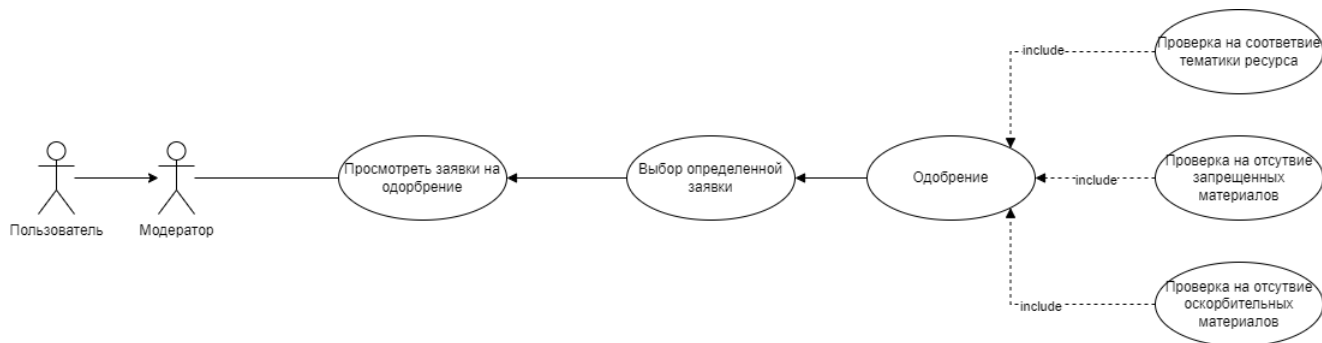 Пользователь
Модератор
Просмотреть заявки на
одорбрение
Выбор определенной
заявки
Одобрение
include
Проверка на соответвие
тематики ресурса
include
Проверка на отсутвие
запрещенных
материалов
include
Проверка на отсутвие
оскорбительных
материалов